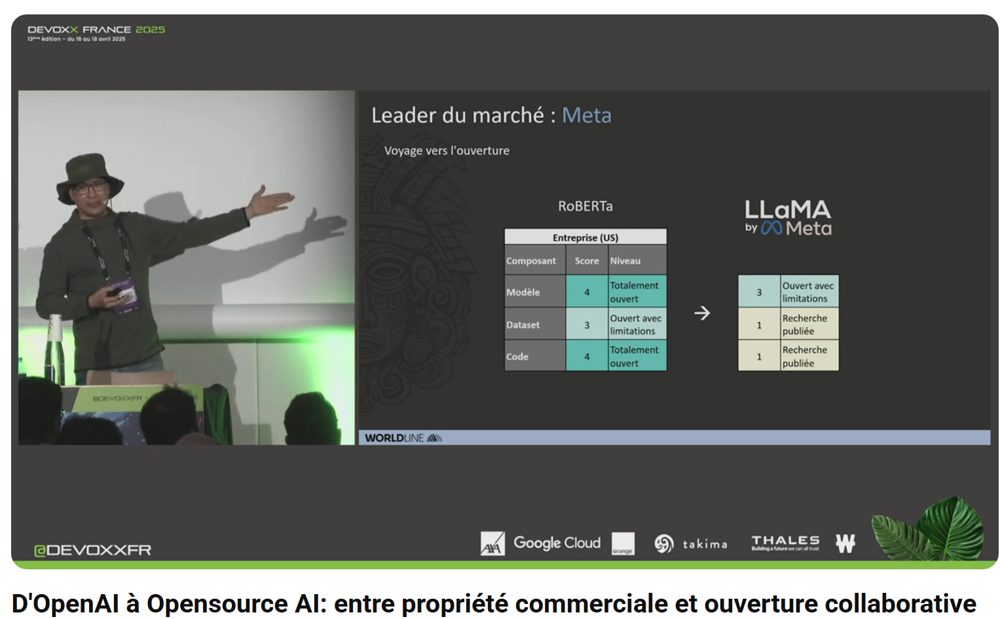 DEVOXX FRANCE 2025
13ème édition – du 16 au 18 avril 2025
Leader du marché : Meta
Voyage vers l'ouverture
RoBERTa
LLaMA
by Meta
Entreprise (US)
Composant Score Niveau
Modèle 4 Totalement
ouvert
3 Ouvert avec
limitations
Dataset 3 Ouvert avec
limitations
1 Recherche
publiée
Code 4 Totalement
ouvert
1 Recherche
publiée
→
@DEVOXXFR
WORLDLINE
@DEVOXXFR
AXA
Google Cloud
orange
takima
THALES
Building a future we can all trust
W
D'OpenAI à Opensource AI: entre propriété commerciale et ouverture collaborative